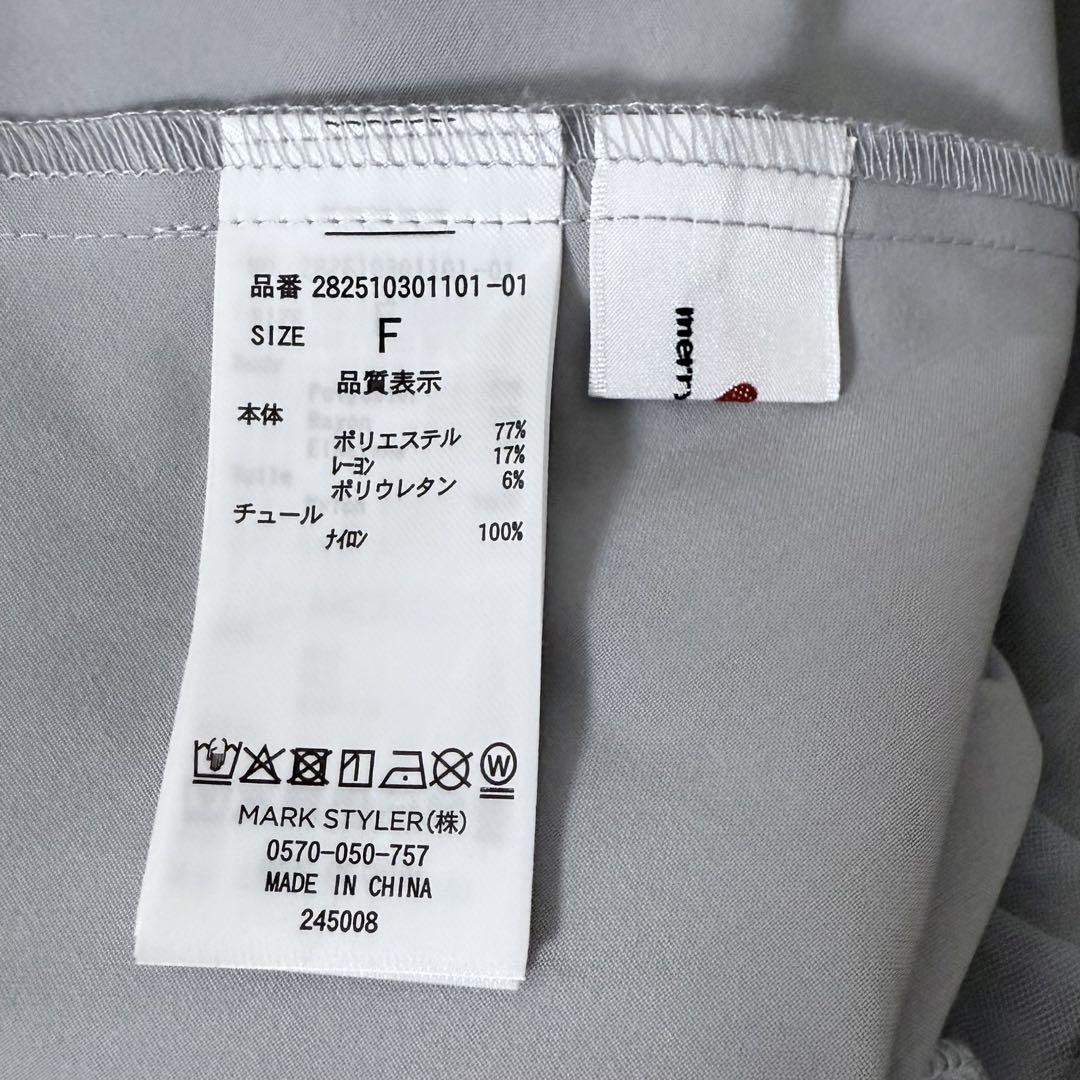 品番 282510301101-01
SIZE F
品質表示
本体
ポリエステル 77%
レーヨン 17%
ポリウレタン 6%
チュール
ナイロン 100%
W
MARK STYLER(株)
0570-050-757
MADE IN CHINA
245008
merry